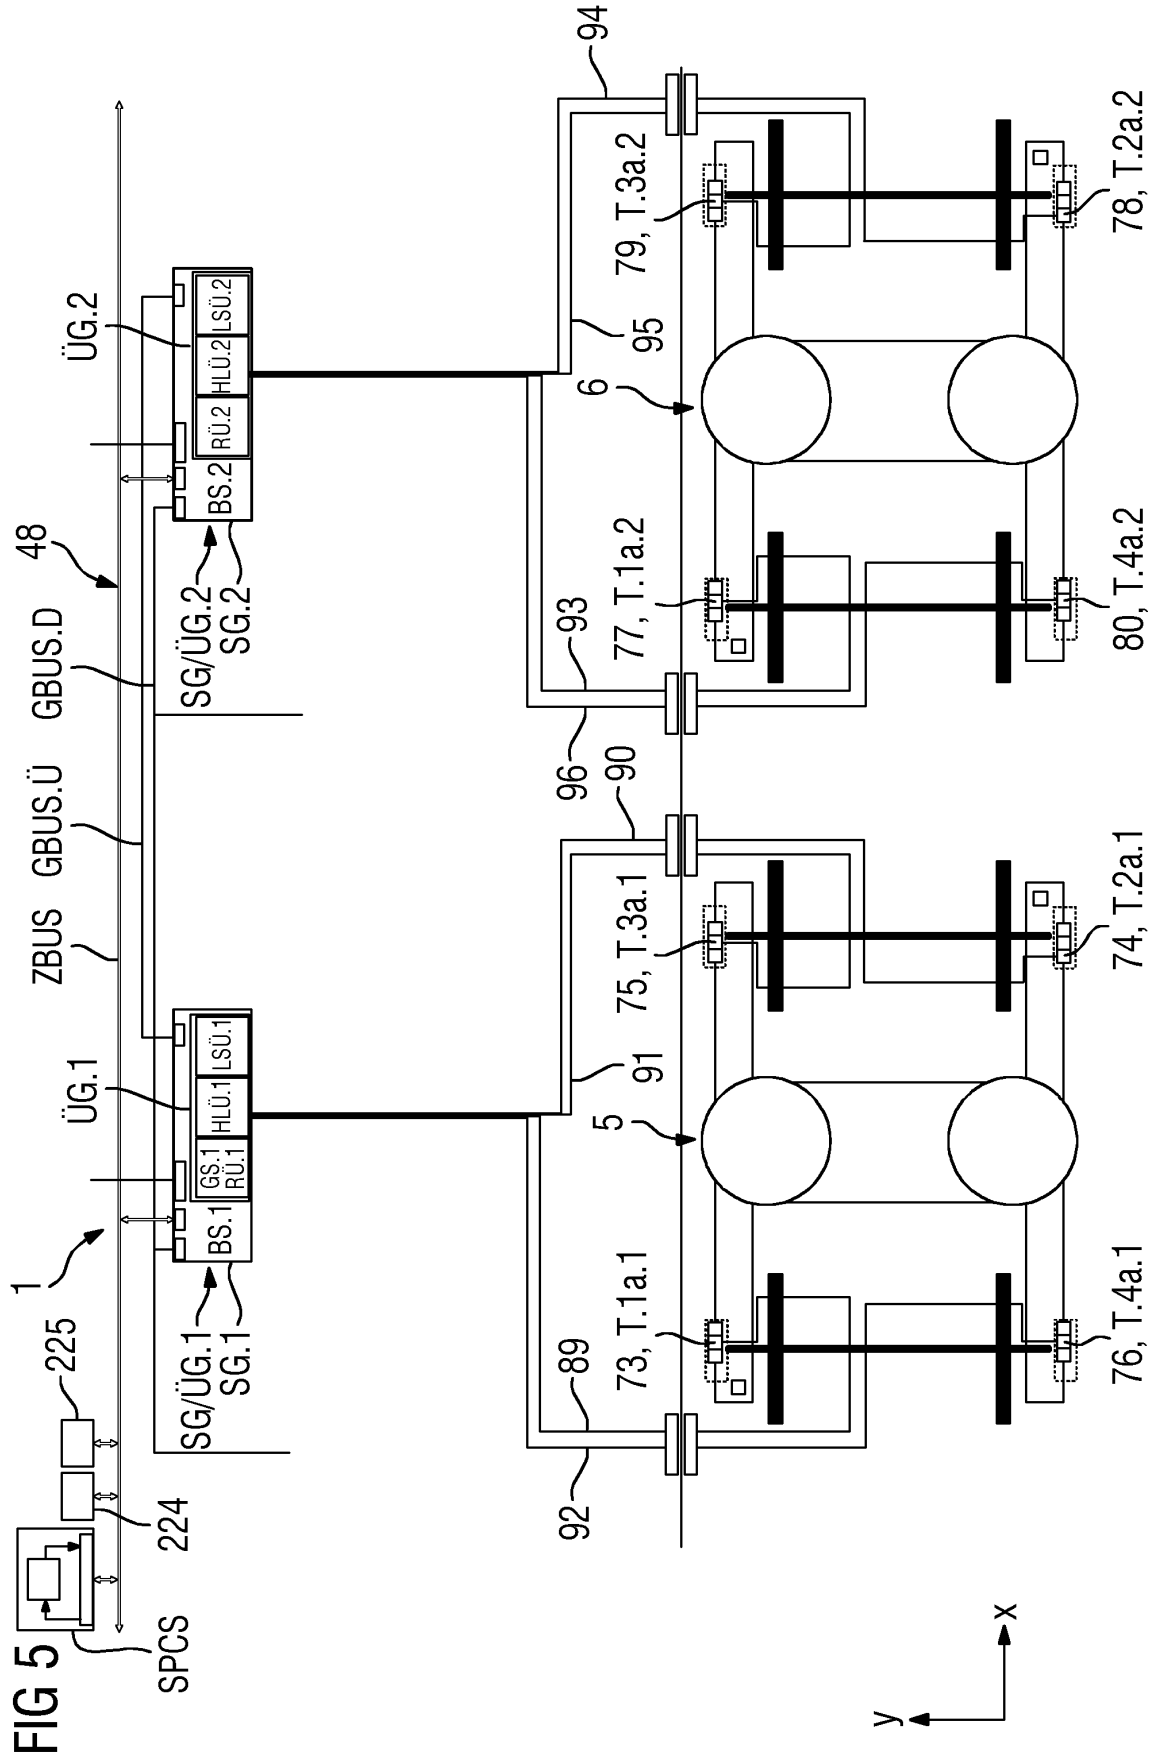 FIG 5
SPCS
224
225
1
ZBUS
GBUS.Ü
GBUS.D
48
ÜG.1
ÜG.2
SG/ÜG.1
SG.1
BS.1
GS.1
RÜ.1
HLÜ.1
LSÜ.1
SG/ÜG.2
SG.2
BS.2
RÜ.2
HLÜ.2
LSÜ.2
92
89
91
90
96
93
95
94
5
6
73, T.1a.1
75, T.3a.1
77, T.1a.2
79, T.3a.2
76, T.4a.1
74, T.2a.1
80, T.4a.2
78, T.2a.2
y
x